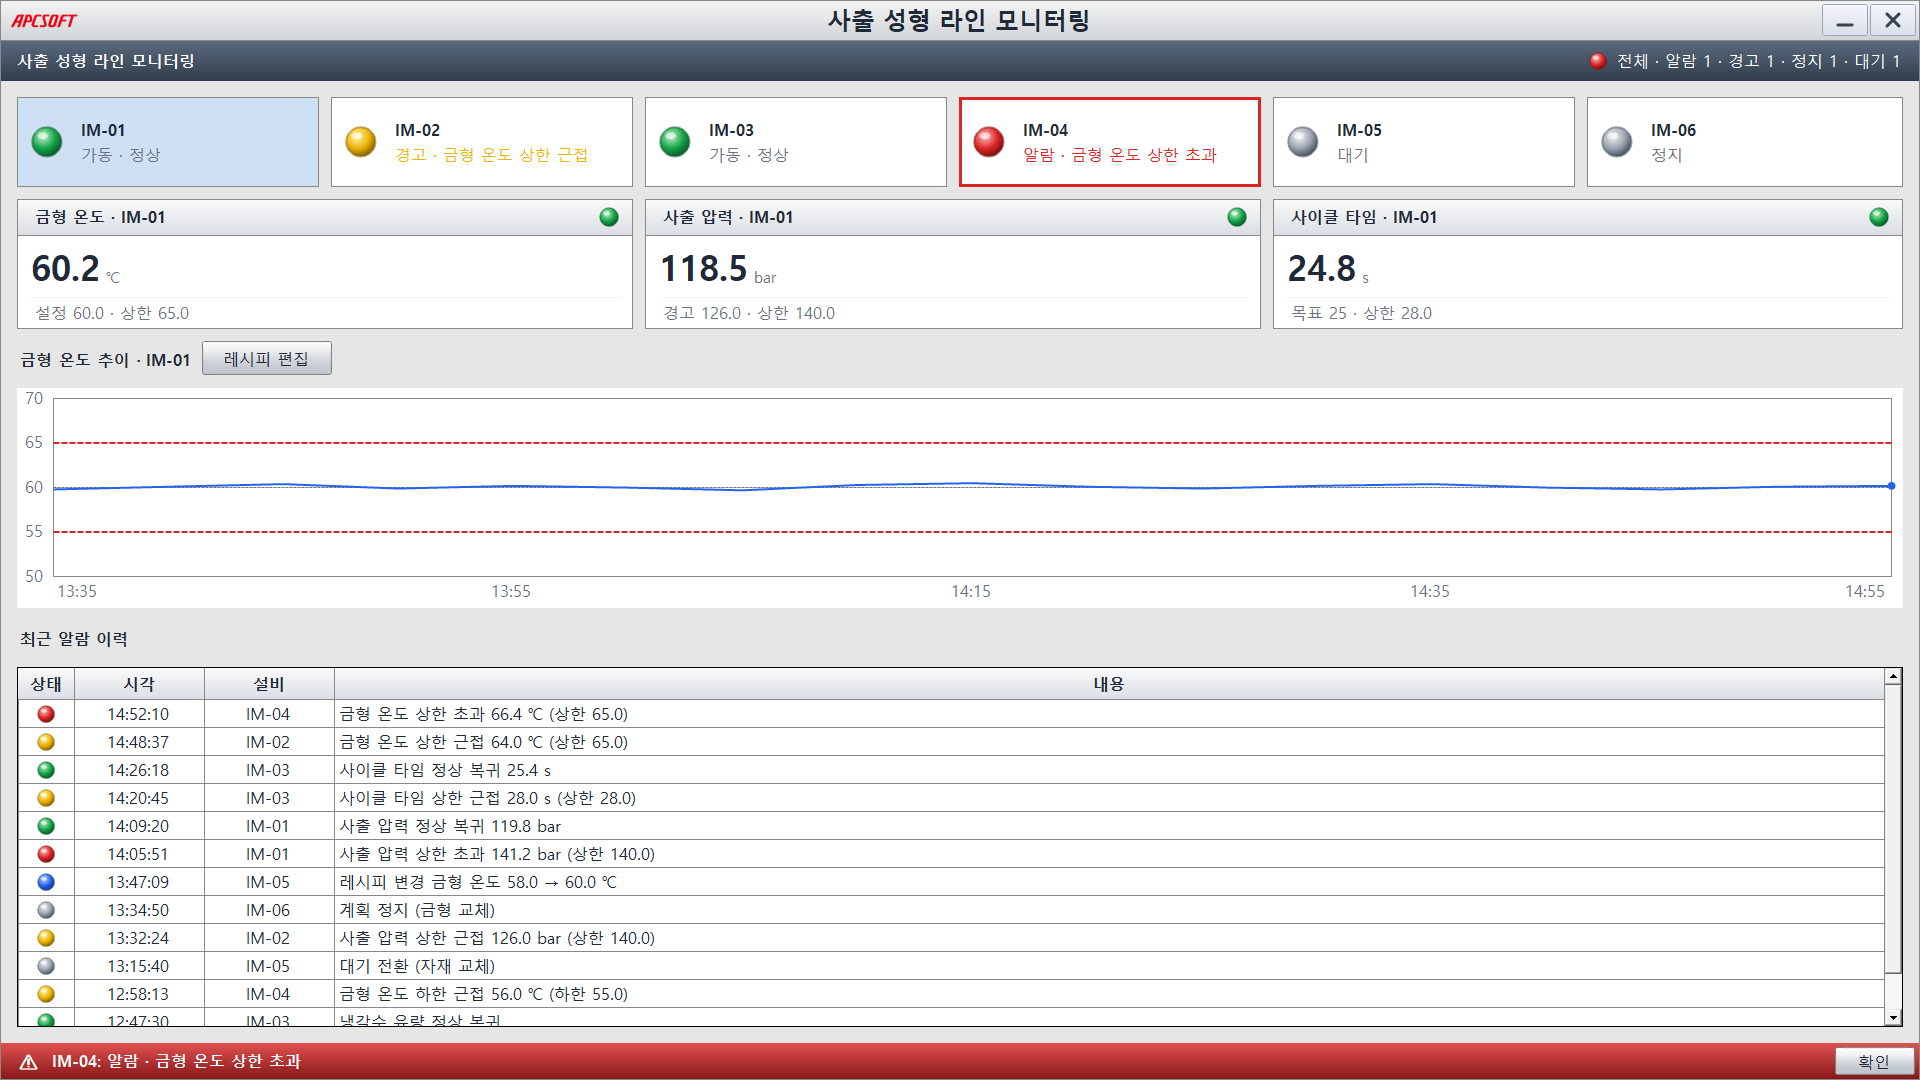 APCSOFT
사출 성형 라인 모니터링
사출 성형 라인 모니터링
전체 · 알람 1 · 경고 1 · 정지 1 · 대기 1
IM-01
가동 · 정상
IM-02
경고 · 금형 온도 상한 근접
IM-03
가동 · 정상
IM-04
알람 · 금형 온도 상한 초과
IM-05
대기
IM-06
정지
금형 온도 · IM-01
60.2 ℃
설정 60.0 · 상한 65.0
사출 압력 · IM-01
118.5 bar
경고 126.0 · 상한 140.0
사이클 타임 · IM-01
24.8 s
목표 25 · 상한 28.0
금형 온도 추이 · IM-01
레시피 편집
70
65
60
55
50
13:35 13:55 14:15 14:35 14:55
최근 알람 이력
상태 시각 설비 내용
14:52:10 IM-04 금형 온도 상한 초과 66.4 ℃ (상한 65.0)
14:48:37 IM-02 금형 온도 상한 근접 64.0 ℃ (상한 65.0)
14:26:18 IM-03 사이클 타임 정상 복귀 25.4 s
14:20:45 IM-03 사이클 타임 상한 근접 28.0 s (상한 28.0)
14:09:20 IM-01 사출 압력 정상 복귀 119.8 bar
14:05:51 IM-01 사출 압력 상한 초과 141.2 bar (상한 140.0)
13:47:09 IM-05 레시피 변경 금형 온도 58.0 → 60.0 ℃
13:34:50 IM-06 계획 정지 (금형 교체)
13:32:24 IM-02 사출 압력 상한 근접 126.0 bar (상한 140.0)
13:15:40 IM-05 대기 전환 (자재 교체)
12:58:13 IM-04 금형 온도 하한 근접 56.0 ℃ (하한 55.0)
12:47:30 IM-03 냉각수 유량 정상 복귀
IM-04: 알람 · 금형 온도 상한 초과
확인